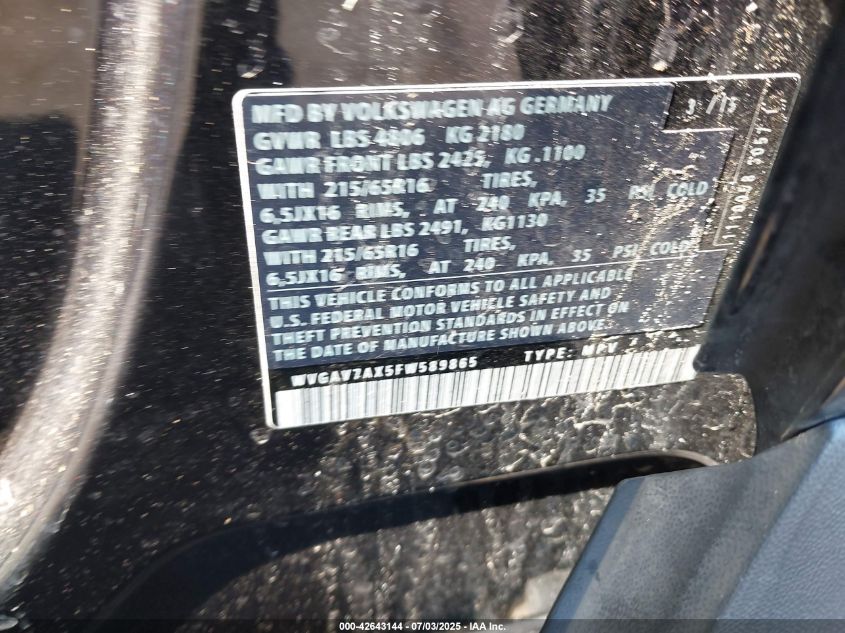 MFD BY VOLKSWAGEN AG GERMANY 3 / 15
GVWR LBS 4806 KG 2180
GAWR FRONT LBS 2425, KG .1100
WITH 215/65R16 TIRES,
6,5JX16 RIMS, AT 240 KPA, 35 PSI COLD
GAWR REAR LBS 2491, KG1130
WITH 215/65R16 TIRES,
6,5JX16 RIMS, AT 240 KPA, 35 PSI COLD
THIS VEHICLE CONFORMS TO ALL APPLICABLE
U.S. FEDERAL MOTOR VEHICLE SAFETY AND
THEFT PREVENTION STANDARDS IN EFFECT ON
THE DATE OF MANUFACTURE SHOWN ABOVE.
WVGAV7AX5FW589865 TYPE: MPV
000-42643144 - 07/03/2025 - IAA Inc.